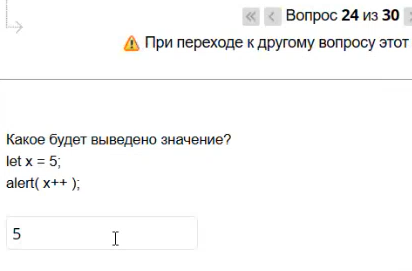 Вопрос 24 из 30
При переходе к другому вопросу этот
Какое будет выведено значение?
let x = 5;
alert( x++ );
5